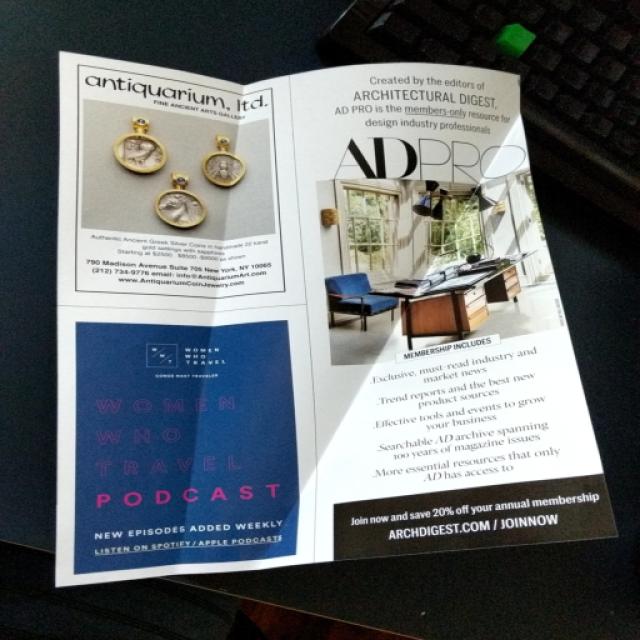 antiquarium, ltd.
FINE ANCIENT ARTS GALLERY
Authentic Ancient Greek Silver Coins in handmade 22 karat
gold settings with sapphires
Starting at $2500. as shown
790 Madison Avenue Suite 705 New York, NY 10065
(212) 734-9776 email: info@AntiquariumArt.com
www.AntiquariumCoinJewelry.com
WOMEN
WHO
TRAVEL
CONDÉ NAST TRAVELER
WOMEN
WHO
TRAVEL
PODCAST
NEW EPISODES ADDED WEEKLY
LISTEN ON SPOTIFY / APPLE PODCASTS
Created by the editors of
ARCHITECTURAL DIGEST,
AD PRO is the members-only resource for
design industry professionals
ADPRO
MEMBERSHIP INCLUDES
.Exclusive, must-read industry and
market news
.Trend reports and the best new
product sources
.Effective tools and events to grow
your business
.Searchable AD archive spanning
100 years of magazine issues
.More essential resources that only
AD has access to
Join now and save 20% off your annual membership
ARCHDIGEST.COM / JOINNOW